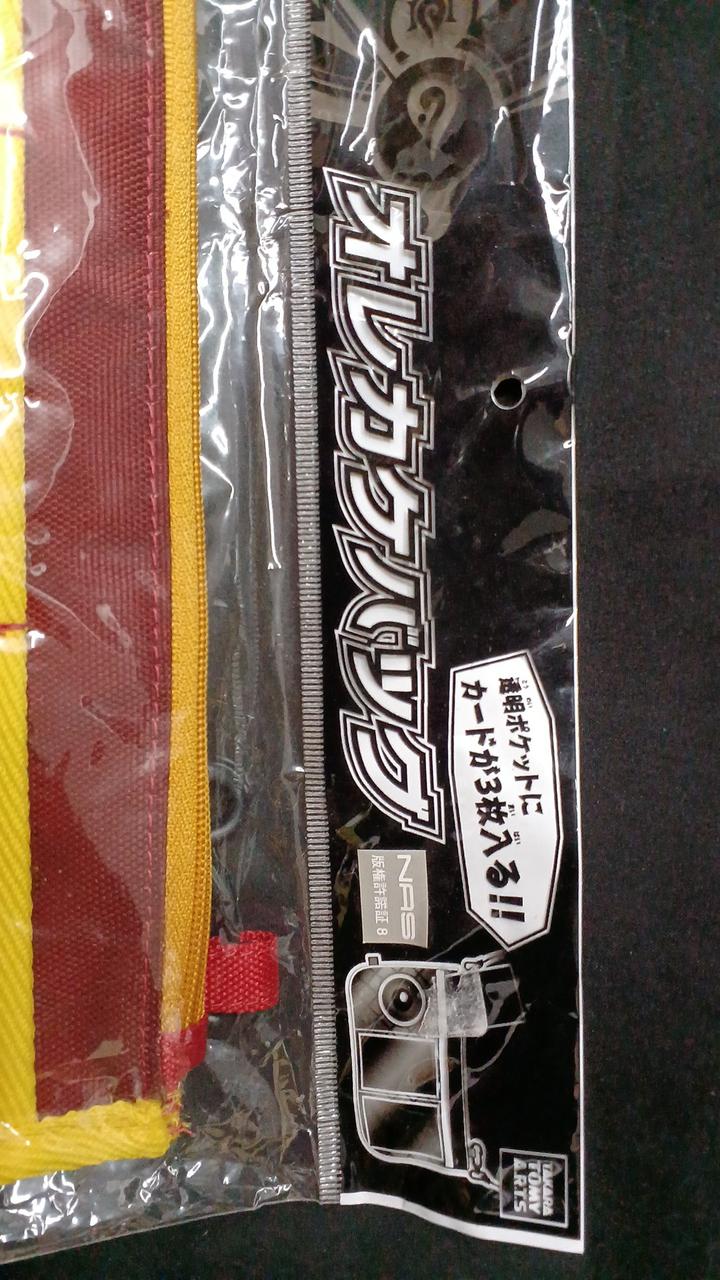 オレカケバッグ
透明ポケットに
カードが3枚入る!!
NAS
版権許諾証 8
TAKARA
TOMY
ARTS